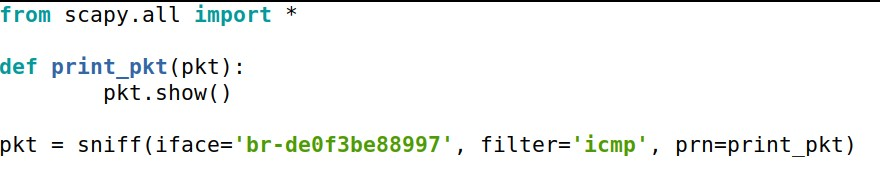 from scapy.all import *
def print_pkt(pkt):
pkt.show()
pkt = sniff(iface='br-de0f3be88997', filter='icmp', prn=print_pkt)